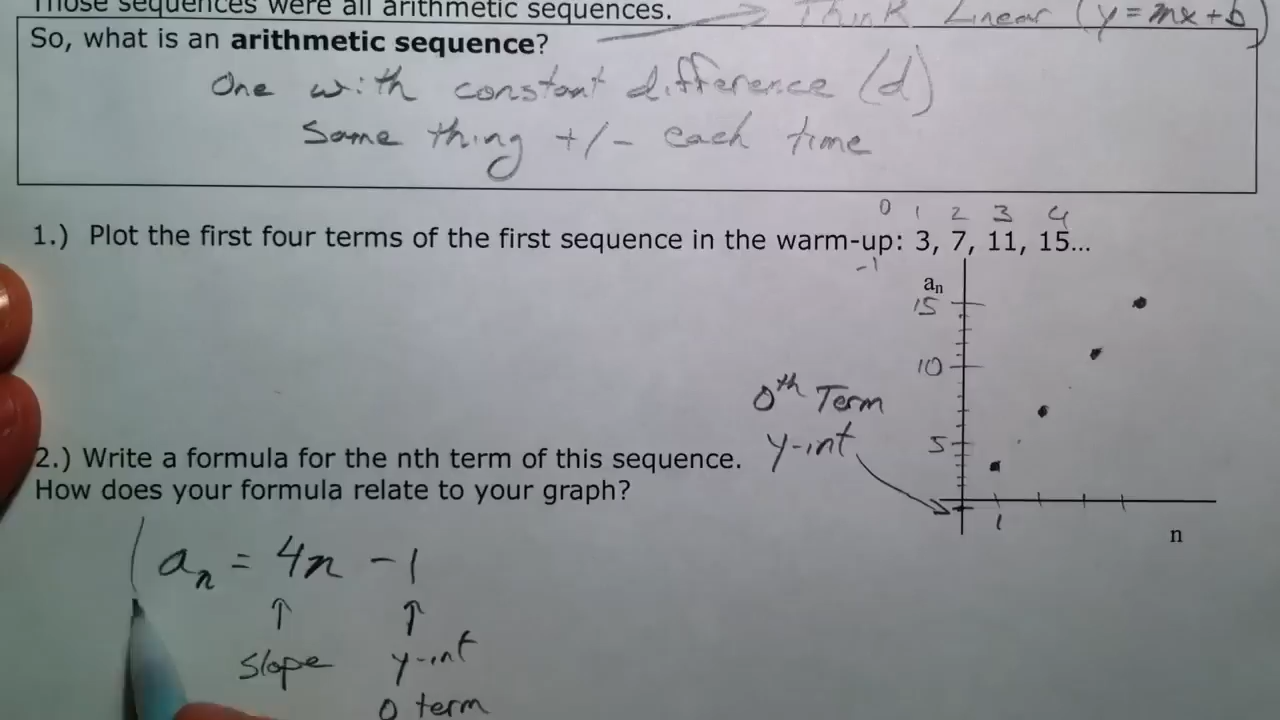 Those sequences were all arithmetic sequences. Think Linear (y = mx + b)
So, what is an arithmetic sequence?
One with constant difference (d)
Same thing +/- each time
0 1 2 3 4
1.) Plot the first four terms of the first sequence in the warm-up: 3, 7, 11, 15...
-1
an
15
10
0th Term
y-int
5
1
n
2.) Write a formula for the nth term of this sequence.
How does your formula relate to your graph?
an = 4n - 1
↑ ↑
slope y-int
0 term